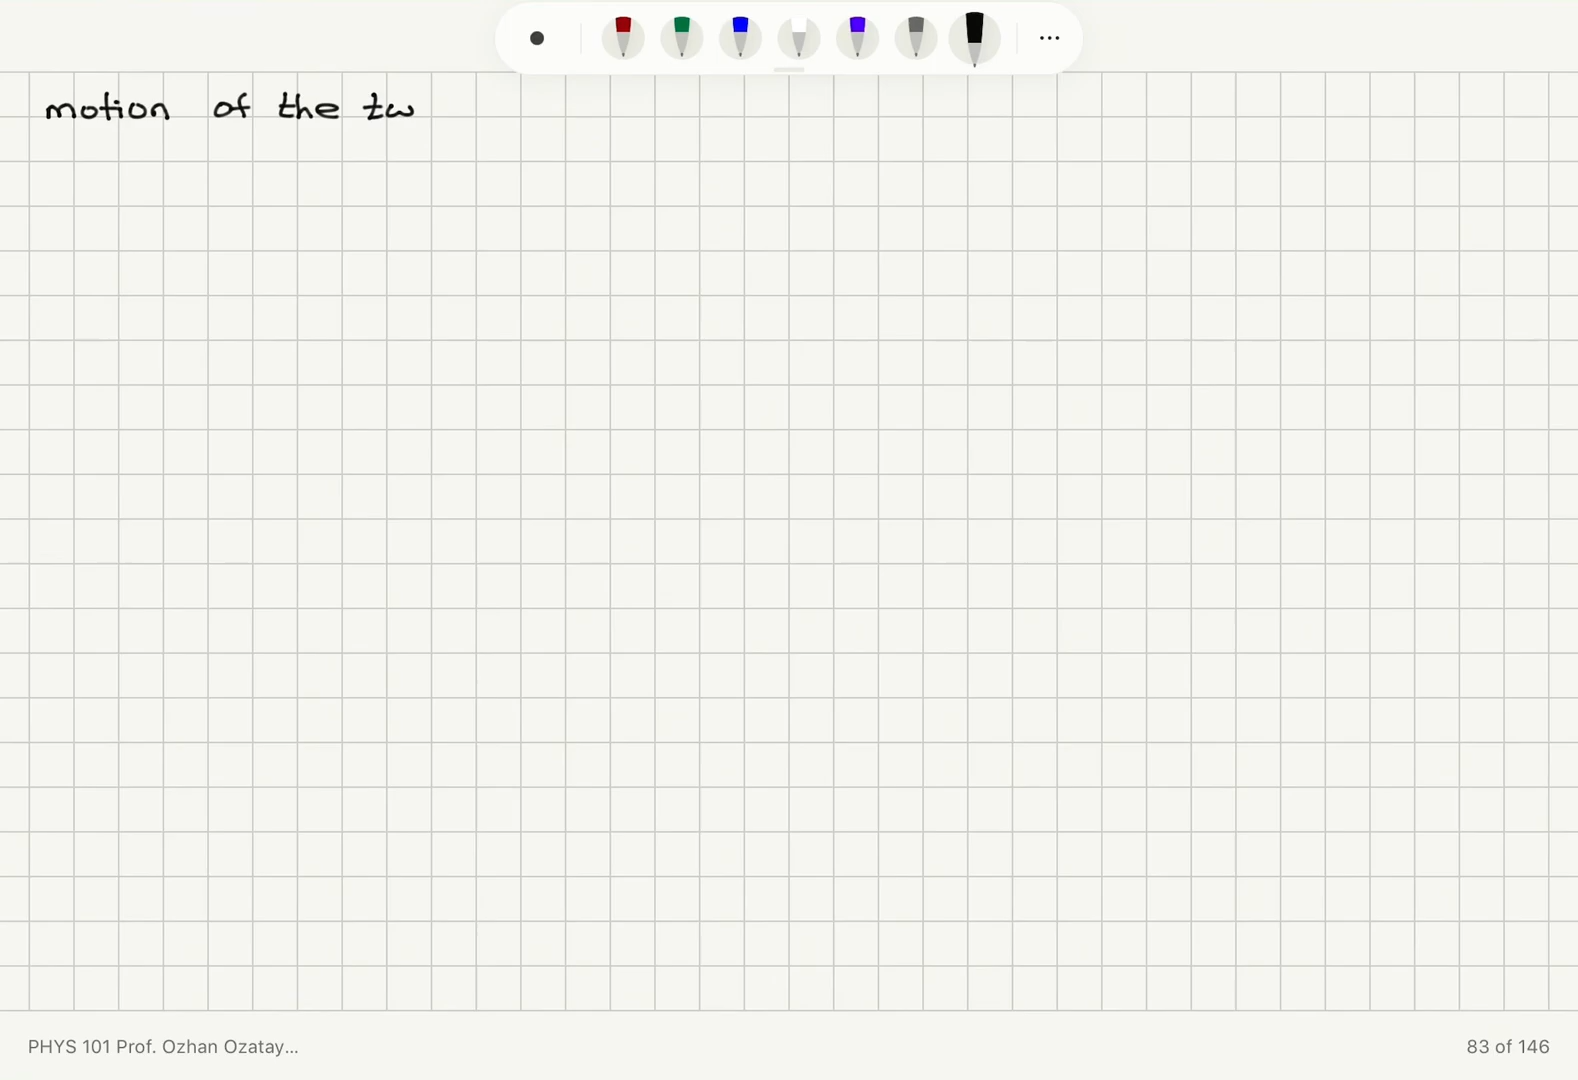 motion of the tw
PHYS 101 Prof. Ozhan Ozatay...
83 of 146